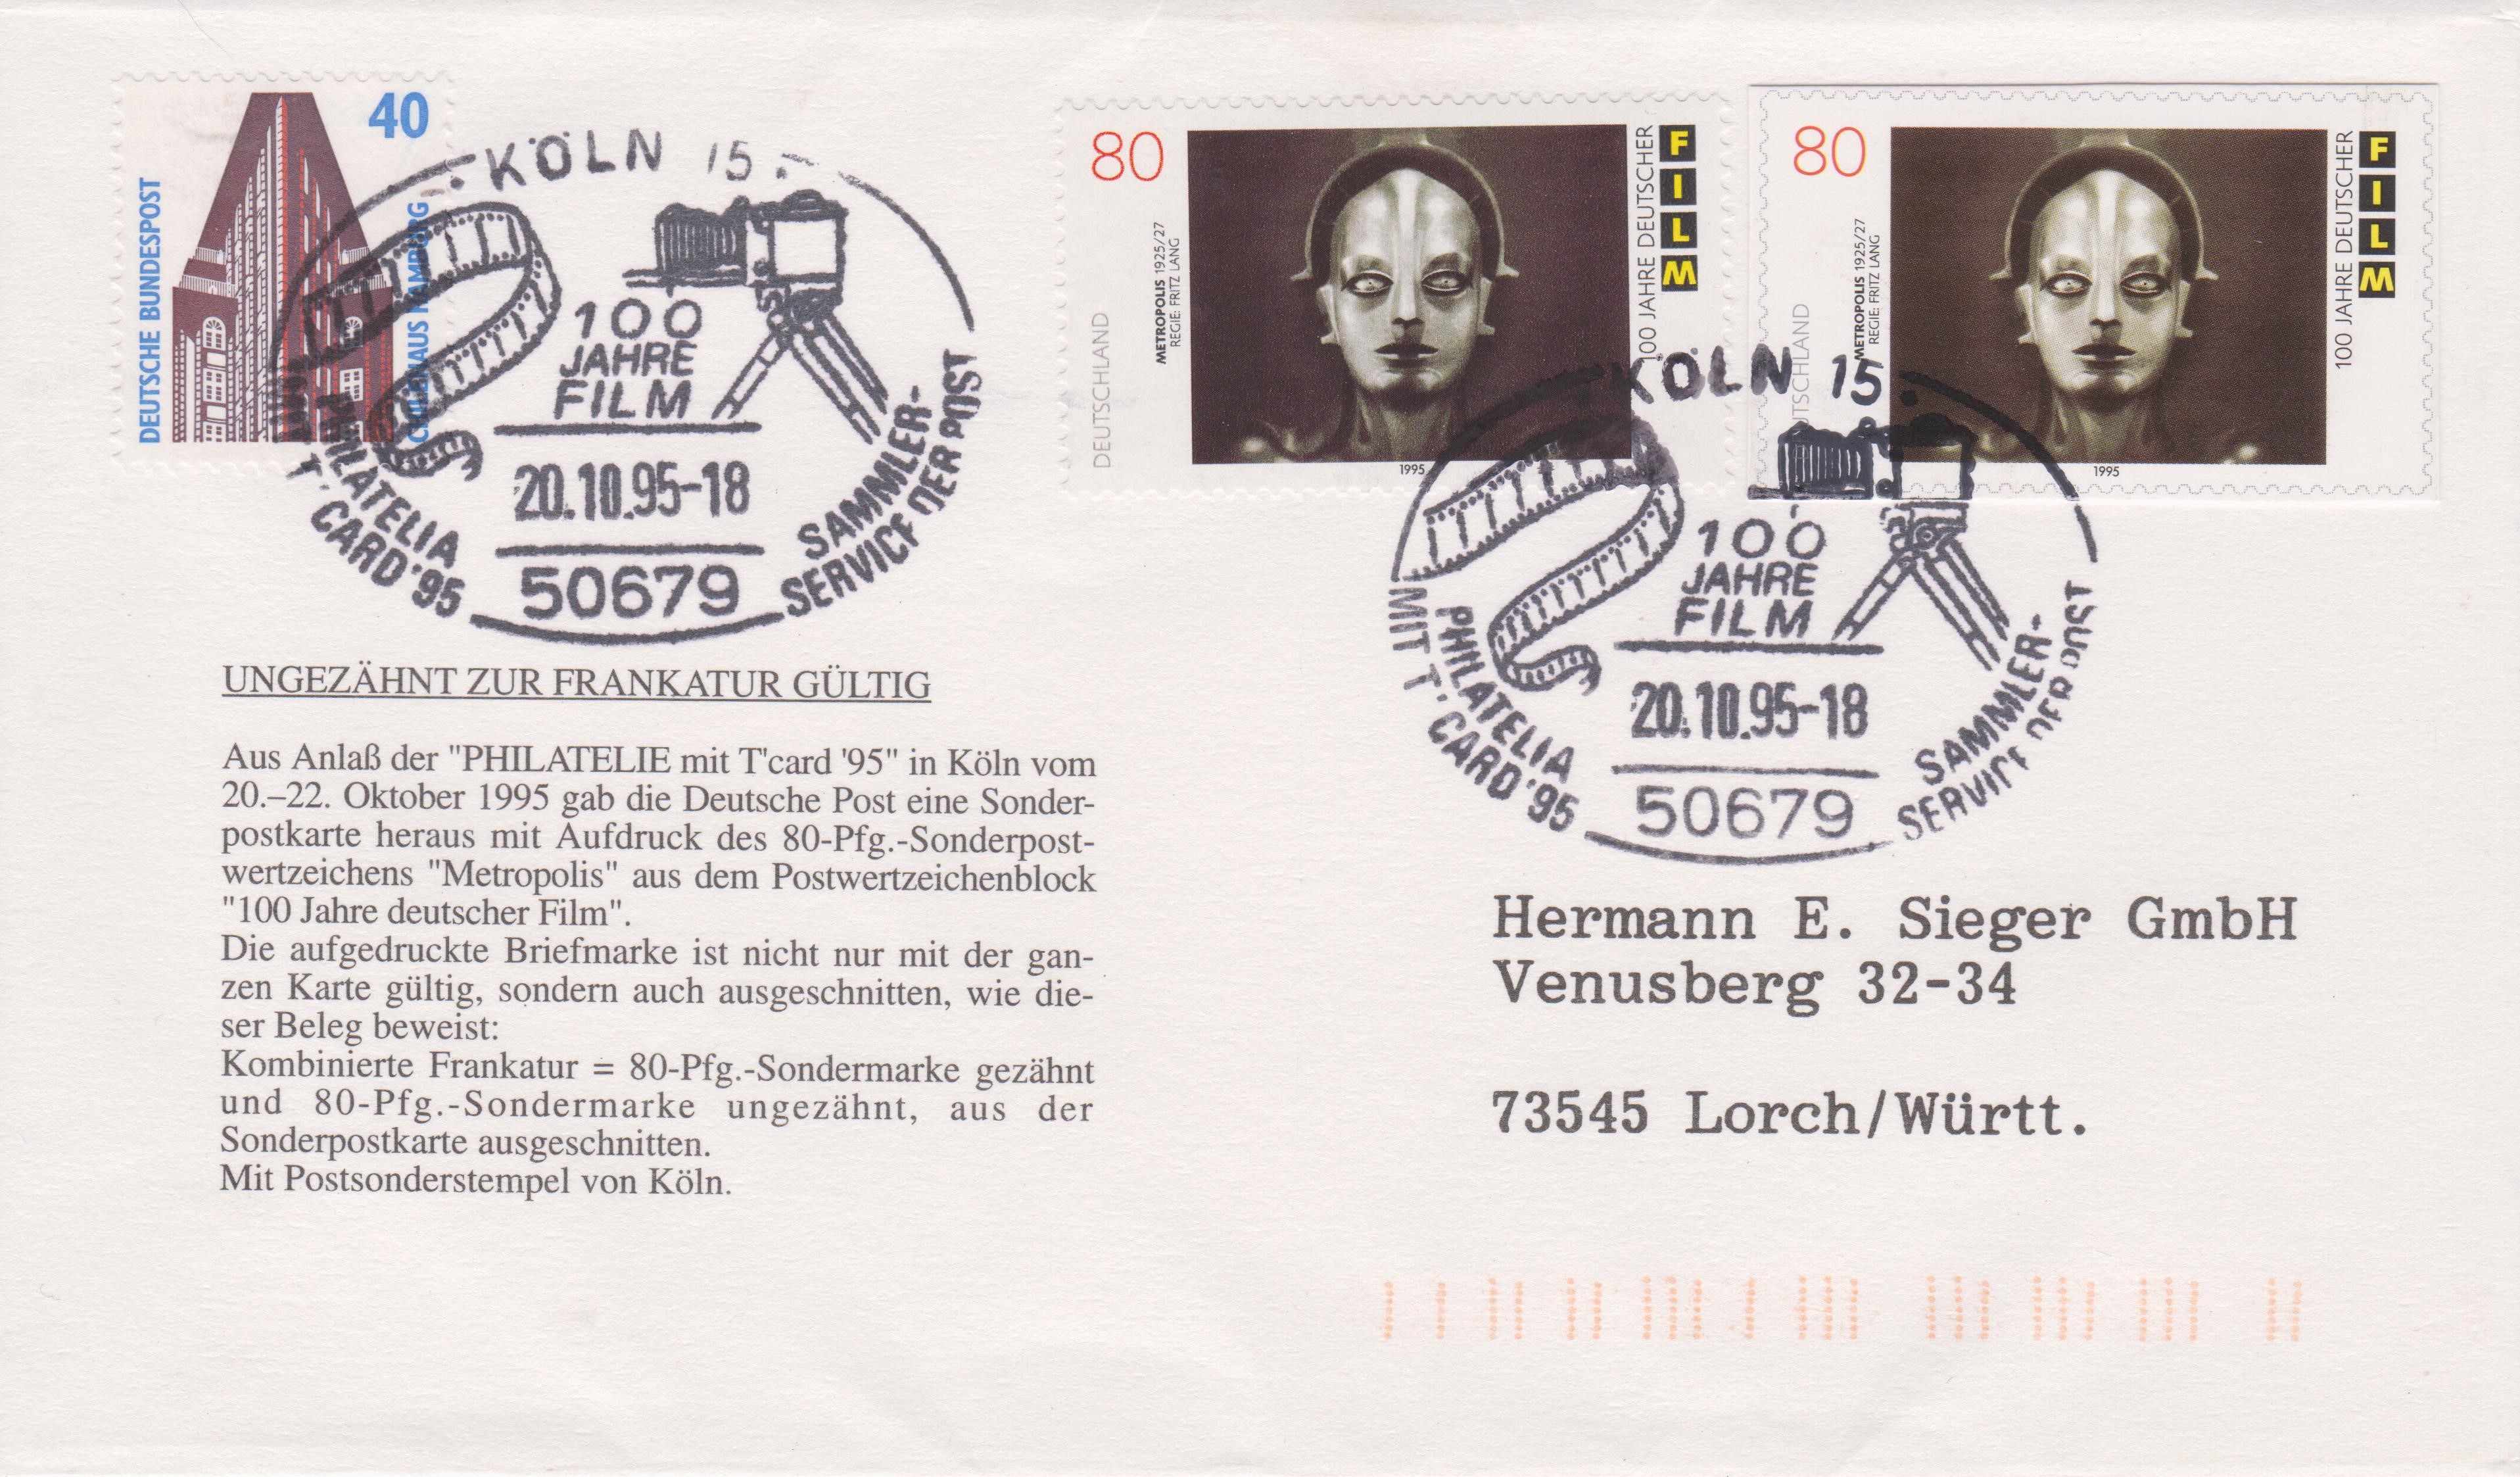 40
DEUTSCHE BUNDESPOST
CHILEHAUS HAMBURG
KÖLN 15
100
JAHRE
FILM
20.10.95-18
50679
PHILATELIA
MIT T'CARD '95
SAMMLER-
SERVICE DER POST
80
DEUTSCHLAND
METROPOLIS 1925/27
REGIE: FRITZ LANG
1995
100 JAHRE DEUTSCHER
FILM
80
DEUTSCHLAND
METROPOLIS 1925/27
REGIE: FRITZ LANG
1995
100 JAHRE DEUTSCHER
FILM
KÖLN 15
100
JAHRE
FILM
20.10.95-18
50679
PHILATELIA
MIT T'CARD '95
SAMMLER-
SERVICE DER POST
UNGEZÄHNT ZUR FRANKATUR GÜLTIG
Aus Anlaß der "PHILATELIE mit T'card '95" in Köln vom
20.–22. Oktober 1995 gab die Deutsche Post eine Sonder-
postkarte heraus mit Aufdruck des 80-Pfg.-Sonderpost-
wertzeichens "Metropolis" aus dem Postwertzeichenblock
"100 Jahre deutscher Film".
Die aufgedruckte Briefmarke ist nicht nur mit der gan-
zen Karte gültig, sondern auch ausgeschnitten, wie die-
ser Beleg beweist:
Kombinierte Frankatur = 80-Pfg.-Sondermarke gezähnt
und 80-Pfg.-Sondermarke ungezähnt, aus der
Sonderpostkarte ausgeschnitten.
Mit Postsonderstempel von Köln.
Hermann E. Sieger GmbH
Venusberg 32-34
73545 Lorch/Württ.